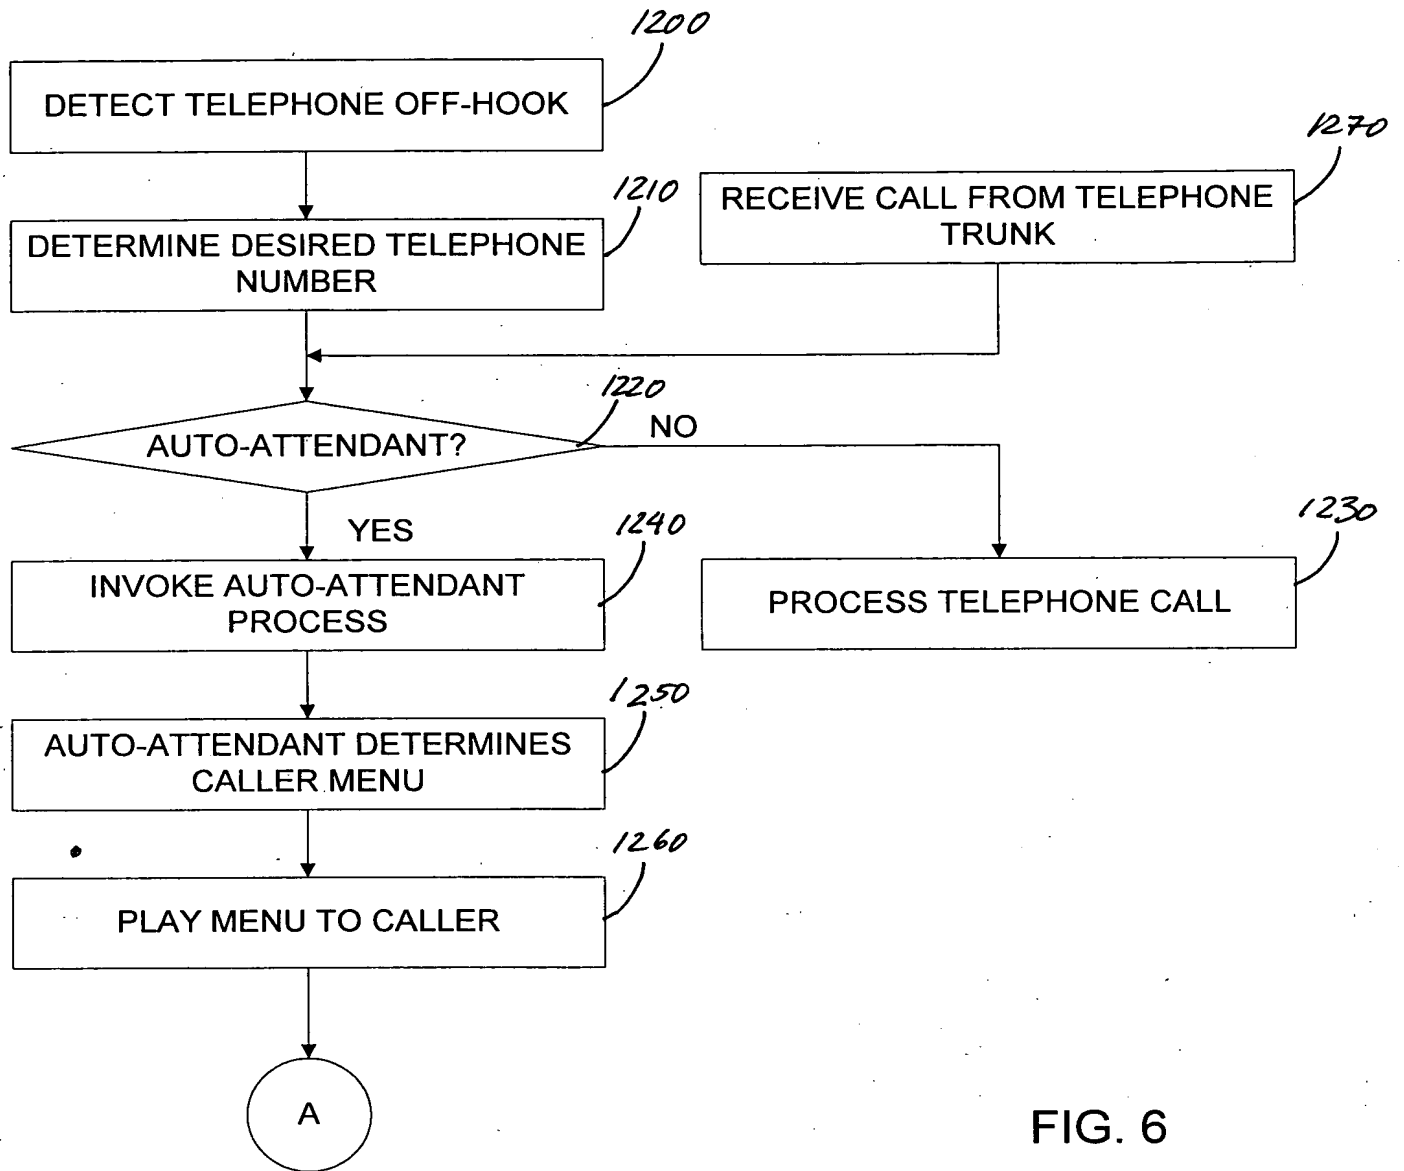 1200
DETECT TELEPHONE OFF-HOOK
1270
1210
RECEIVE CALL FROM TELEPHONE
TRUNK
DETERMINE DESIRED TELEPHONE
NUMBER
1220
AUTO-ATTENDANT?
NO
YES
1240
1230
INVOKE AUTO-ATTENDANT
PROCESS
PROCESS TELEPHONE CALL
1250
AUTO-ATTENDANT DETERMINES
CALLER MENU
1260
PLAY MENU TO CALLER
A
FIG. 6